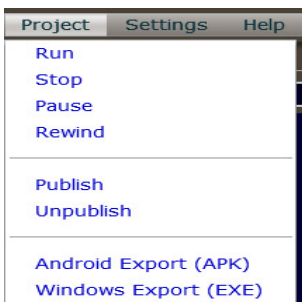 Project Settings Help
Run
Stop
Pause
Rewind
Publish
Unpublish
Android Export (APK)
Windows Export (EXE)